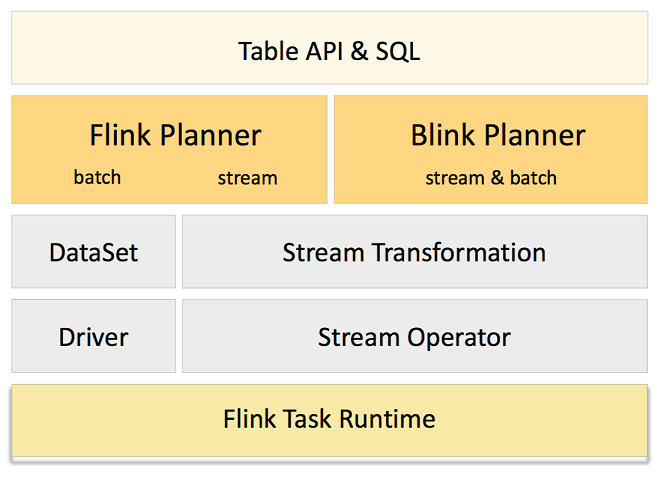 Table API & SQL
Flink Planner
batch stream
Blink Planner
stream & batch
DataSet
Stream Transformation
Driver
Stream Operator
Flink Task Runtime